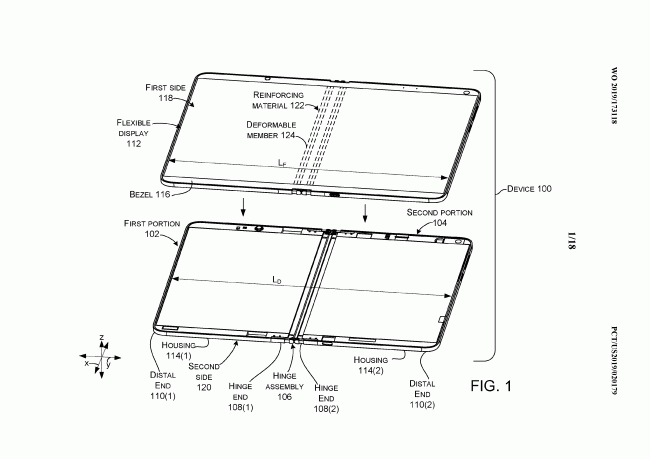 FIRST SIDE
118
FLEXIBLE
DISPLAY
112
REINFORCING
MATERIAL 122
DEFORMABLE
MEMBER 124
LF
BEZEL 116
DEVICE 100
FIRST PORTION
102
SECOND PORTION
104
LD
HOUSING
114(1)
SECOND
SIDE
120
HOUSING
114(2)
DISTAL
END
110(1)
HINGE
END
108(1)
HINGE
ASSEMBLY
106
HINGE
END
108(2)
DISTAL
END
110(2)
z
x
y
FIG. 1
WO 2019/173118
1/18
PCT/US2019/020179